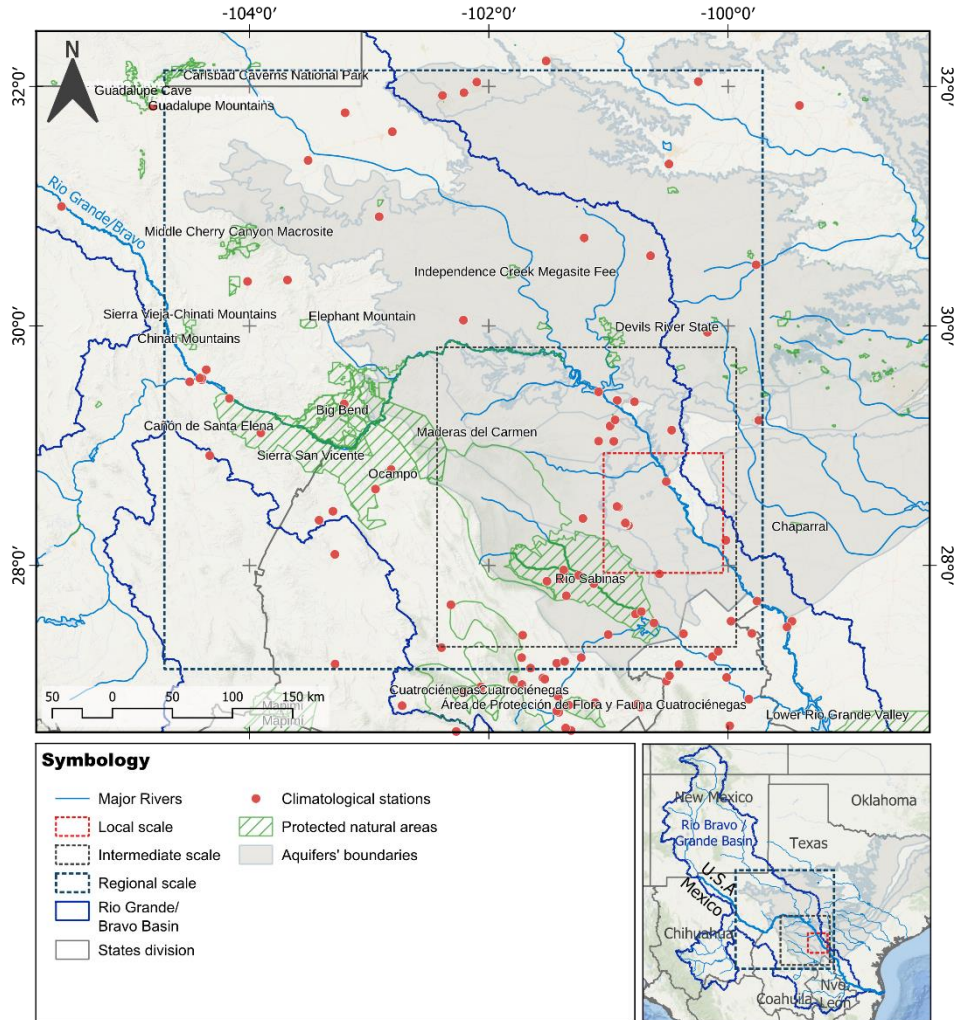 -104°0' -102°0' -100°0'
N
32°0'
32°0'
Carlsbad Caverns National Park
Guadalupe Cave
Guadalupe Mountains
Rio Grande/Bravo
Middle Cherry Canyon Macrosite
Independence Creek Megasite Fee
Sierra Vieja-Chinati Mountains
Elephant Mountain
30°0'
30°0'
Devils River State
Chinati Mountains
Big Bend
Cañon de Santa Elena
Maderas del Carmen
Sierra San Vicente
Ocampo
Chaparral
28°0'
28°0'
Río Sabinas
Cuatrociénegas
Cuatrociénegas
Área de Protección de Flora y Fauna Cuatrociénegas
50 0 50 100 150 km
Mapimí
Mapimí
Lower Rio Grande Valley
Symbology
Major Rivers
Local scale
Intermediate scale
Regional scale
Rio Grande/
Bravo Basin
States division
Climatological stations
Protected natural areas
Aquifers' boundaries
New Mexico
Oklahoma
Rio Bravo /
Grande Basin
Texas
U.S.A
Mexico
Chihuahua
Coahuila
Nvo.
León